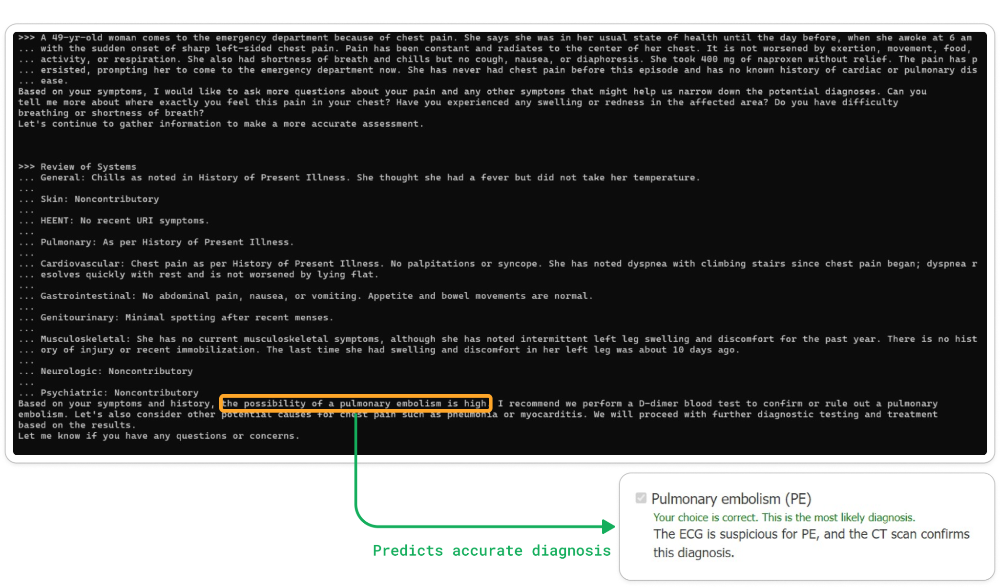 >>> A 49-yr-old woman comes to the emergency department because of chest pain. She says she was in her usual state of health until the day before, when she awoke at 6 am
... with the sudden onset of sharp left-sided chest pain. Pain has been constant and radiates to the center of her chest. It is not worsened by exertion, movement, food,
... activity, or respiration. She also had shortness of breath and chills but no cough, nausea, or diaphoresis. She took 400 mg of naproxen without relief. The pain has p
... ersisted, prompting her to come to the emergency department now. She has never had chest pain before this episode and has no known history of cardiac or pulmonary dis
... ease.
Based on your symptoms, I would like to ask more questions about your pain and any other symptoms that might help us narrow down the potential diagnoses. Can you
tell me more about where exactly you feel this pain in your chest? Have you experienced any swelling or redness in the affected area? Do you have difficulty
breathing or shortness of breath?
Let's continue to gather information to make a more accurate assessment.
>>> Review of Systems
... General: Chills as noted in History of Present Illness. She thought she had a fever but did not take her temperature.
...
... Skin: Noncontributory
...
... HEENT: No recent URI symptoms.
...
... Pulmonary: As per History of Present Illness.
...
... Cardiovascular: Chest pain as per History of Present Illness. No palpitations or syncope. She has noted dyspnea with climbing stairs since chest pain began; dyspnea r
... esolves quickly with rest and is not worsened by lying flat.
...
... Gastrointestinal: No abdominal pain, nausea, or vomiting. Appetite and bowel movements are normal.
...
... Genitourinary: Minimal spotting after recent menses.
...
... Musculoskeletal: She has no current musculoskeletal symptoms, although she has noted intermittent left leg swelling and discomfort for the past year. There is no hist
... ory of injury or recent immobilization. The last time she had swelling and discomfort in her left leg was about 10 days ago.
...
... Neurologic: Noncontributory
...
... Psychiatric: Noncontributory
Based on your symptoms and history, the possibility of a pulmonary embolism is high. I recommend we perform a D-dimer blood test to confirm or rule out a pulmonary
embolism. Let's also consider other potential causes for chest pain such as pneumonia or myocarditis. We will proceed with further diagnostic testing and treatment
based on the results.
Let me know if you have any questions or concerns.
Predicts accurate diagnosis
Pulmonary embolism (PE)
Your choice is correct. This is the most likely diagnosis.
The ECG is suspicious for PE, and the CT scan confirms
this diagnosis.